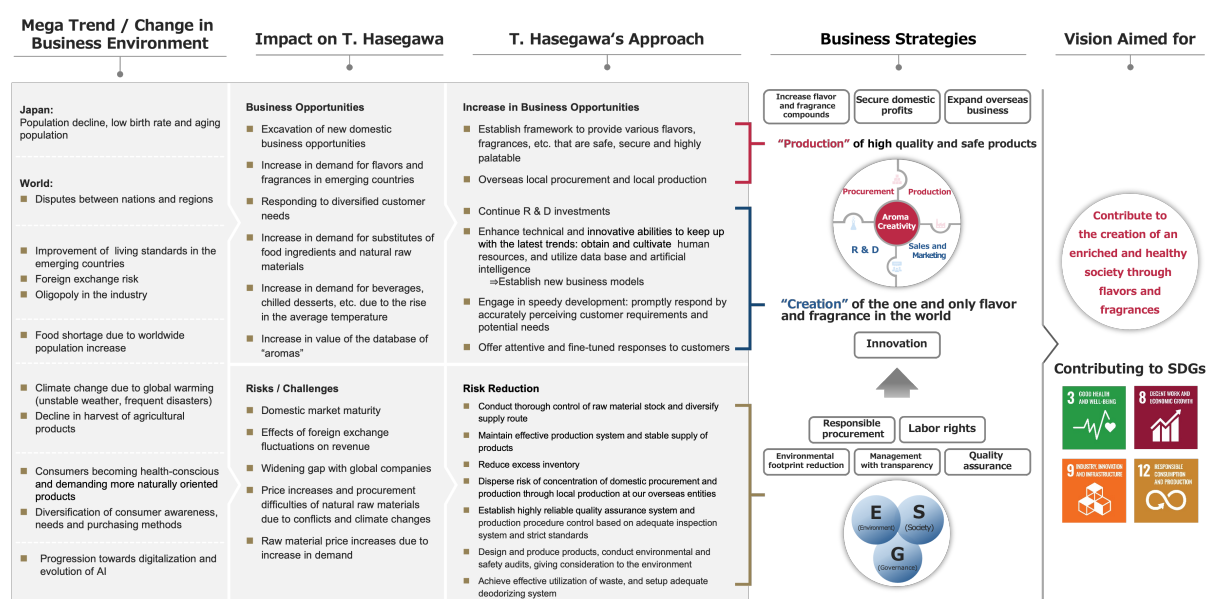 Mega Trend / Change in
Business Environment
Impact on T. Hasegawa
T. Hasegawa‘s Approach
Business Strategies
Vision Aimed for
Japan:
Population decline, low birth rate and aging
population
World:
Disputes between nations and regions
Improvement of living standards in the
emerging countries
Foreign exchange risk
Oligopoly in the industry
Food shortage due to worldwide
population increase
Climate change due to global warming
(unstable weather, frequent disasters)
Decline in harvest of agricultural
products
Consumers becoming health-conscious
and demanding more naturally oriented
products
Diversification of consumer awareness,
needs and purchasing methods
Progression towards digitalization and
evolution of AI
Business Opportunities
Excavation of new domestic
business opportunities
Increase in demand for flavors and
fragrances in emerging countries
Responding to diversified customer
needs
Increase in demand for substitutes of
food ingredients and natural raw
materials
Increase in demand for beverages,
chilled desserts, etc. due to the rise
in the average temperature
Increase in value of the database of
“aromas”
Risks / Challenges
Domestic market maturity
Effects of foreign exchange
fluctuations on revenue
Widening gap with global companies
Price increases and procurement
difficulties of natural raw materials
due to conflicts and climate changes
Raw material price increases due to
increase in demand
Increase in Business Opportunities
Establish framework to provide various flavors,
fragrances, etc. that are safe, secure and highly
palatable
Overseas local procurement and local production
Continue R & D investments
Enhance technical and innovative abilities to keep up
with the latest trends: obtain and cultivate human
resources, and utilize data base and artificial
intelligence
⇒Establish new business models
Engage in speedy development: promptly respond by
accurately perceiving customer requirements and
potential needs
Offer attentive and fine-tuned responses to customers
Risk Reduction
Conduct thorough control of raw material stock and diversify
supply route
Maintain effective production system and stable supply of
products
Reduce excess inventory
Disperse risk of concentration of domestic procurement and
production through local production at our overseas entities
Establish highly reliable quality assurance system and
production procedure control based on adequate inspection
system and strict standards
Design and produce products, conduct environmental and
safety audits, giving consideration to the environment
Achieve effective utilization of waste, and setup adequate
deodorizing system
Increase flavor
and fragrance
compounds
Secure domestic
profits
Expand overseas
business
“Production” of high quality and safe products
Procurement
Production
Aroma
Creativity
R & D
Sales and
Marketing
“Creation” of the one and only flavor
and fragrance in the world
Innovation
Responsible
procurement
Labor rights
Environmental
footprint reduction
Management
with transparency
Quality
assurance
E
(Environment)
S
(Society)
G
(Governance)
Contribute to
the creation of an
enriched and healthy
society through
flavors and
fragrances
Contributing to SDGs
3 GOOD HEALTH
AND WELL-BEING
8 DECENT WORK AND
ECONOMIC GROWTH
9 INDUSTRY, INNOVATION
AND INFRASTRUCTURE
12 RESPONSIBLE
CONSUMPTION
AND PRODUCTION